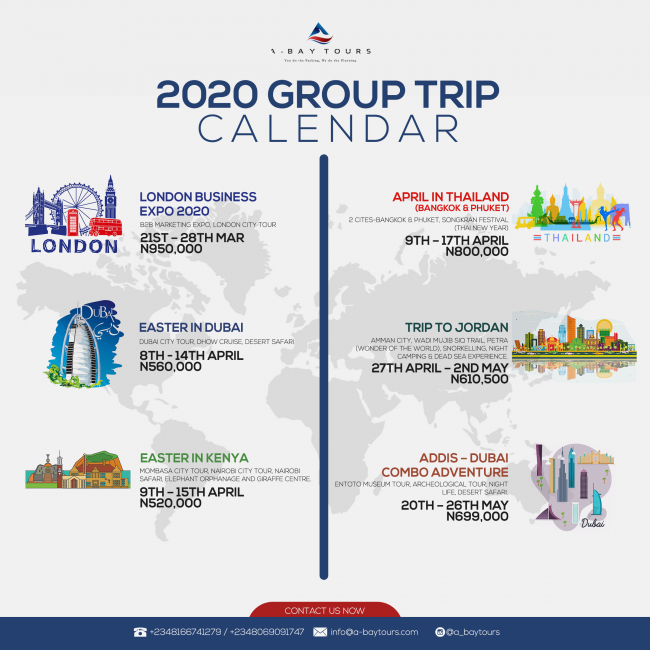 A-BAY TOURS
You do the Packing, We do the Planning
2020 GROUP TRIP
CALENDAR
LONDON
LONDON BUSINESS
EXPO 2020
B2B MARKETING EXPO, LONDON CITY TOUR
21ST – 28TH MAR
N950,000
DUBAI
EASTER IN DUBAI
DUBAI CITY TOUR, DHOW CRUISE, DESERT SAFARI
8TH - 14TH APRIL
N560,000
EASTER IN KENYA
MOMBASA CITY TOUR, NAIROBI CITY TOUR, NAIROBI
SAFARI, ELEPHANT ORPHANAGE AND GIRAFFE CENTRE.
9TH – 15TH APRIL
N520,000
APRIL IN THAILAND
(BANGKOK & PHUKET)
2 CITES-BANGKOK & PHUKET, SONGKRAN FESTIVAL
(THAI NEW YEAR)
9TH – 17TH APRIL
N800,000
THAILAND
TRIP TO JORDAN
AMMAN CITY, WADI MUJIB SIQ TRAIL, PETRA
(WONDER OF THE WORLD), SNORKELLING, NIGHT
CAMPING & DEAD SEA EXPERIENCE.
27TH APRIL – 2ND MAY
N610,500
ADDIS – DUBAI
COMBO ADVENTURE
ENTOTO MUSEUM TOUR, ARCHEOLOGICAL TOUR, NIGHT
LIFE, DESERT SAFARI.
20TH – 26TH MAY
N699,000
Dubai
CONTACT US NOW
+2348166741279 / +2348069091747
info@a-baytours.com
@a_baytours